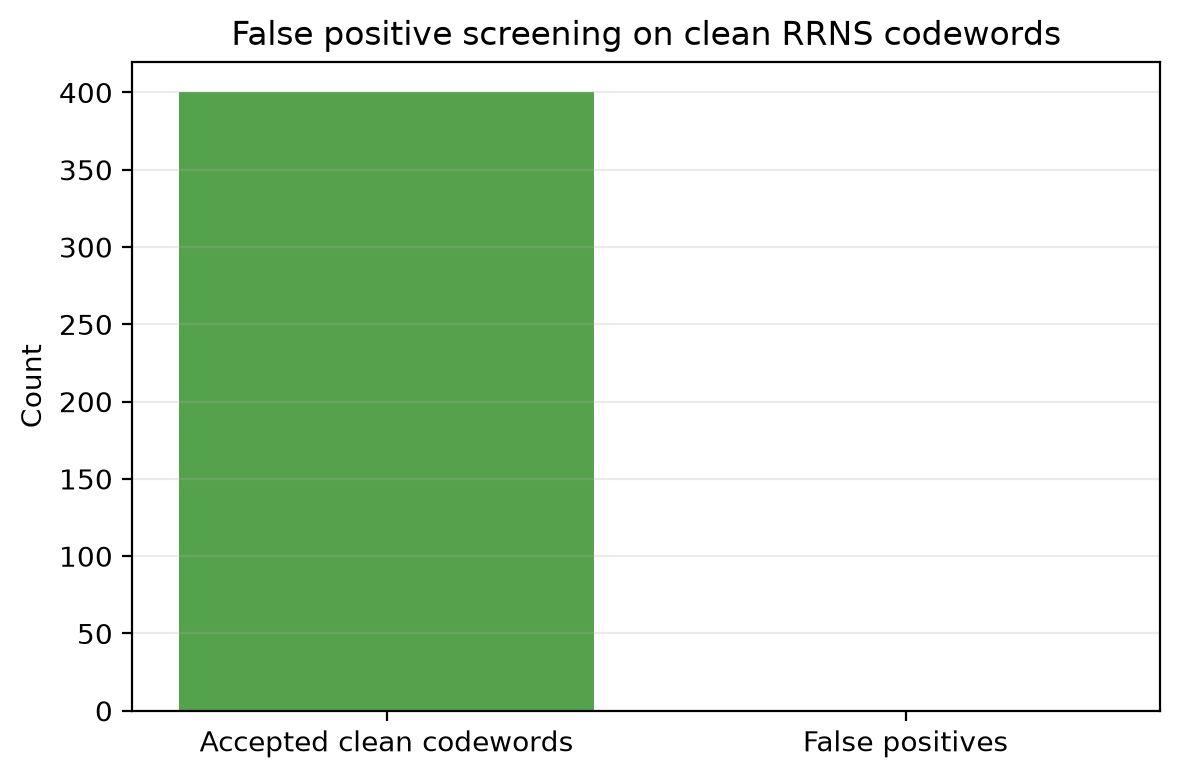 False positive screening on clean RRNS codewords
Count
400
350
300
250
200
150
100
50
0
Accepted clean codewords
False positives